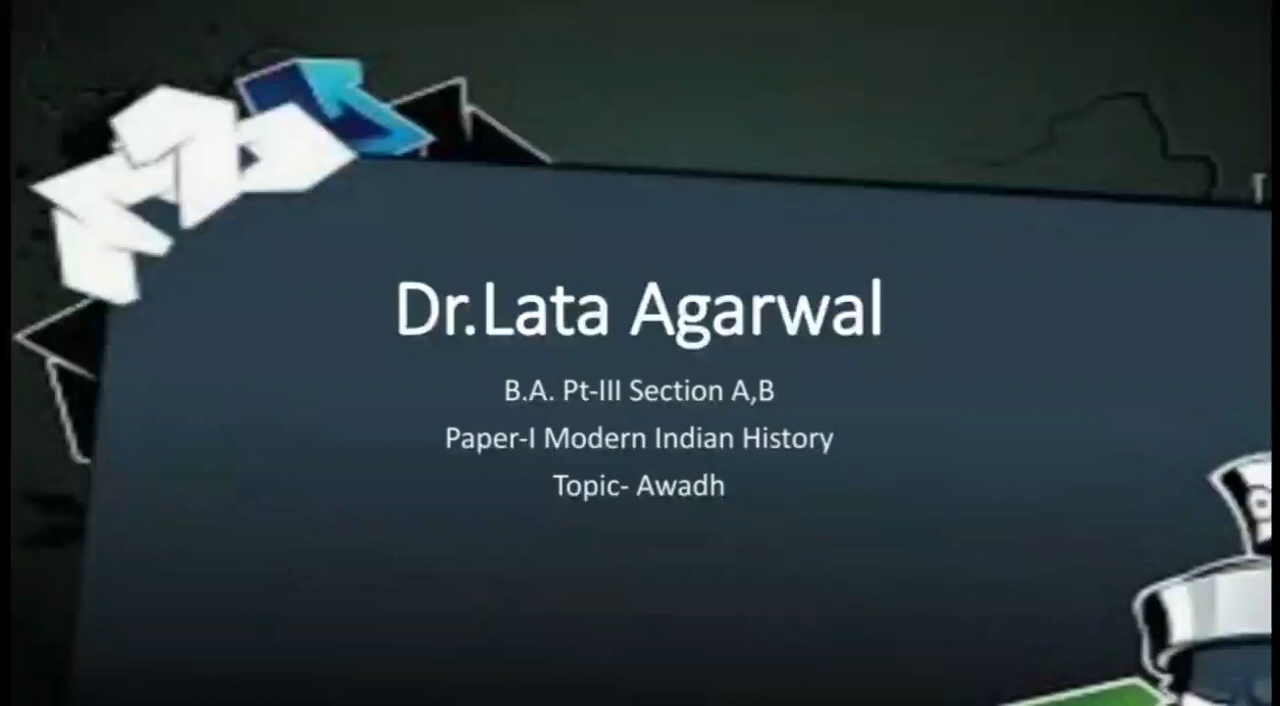 Dr.Lata Agarwal
B.A. Pt-III Section A,B
Paper-I Modern Indian History
Topic- Awadh